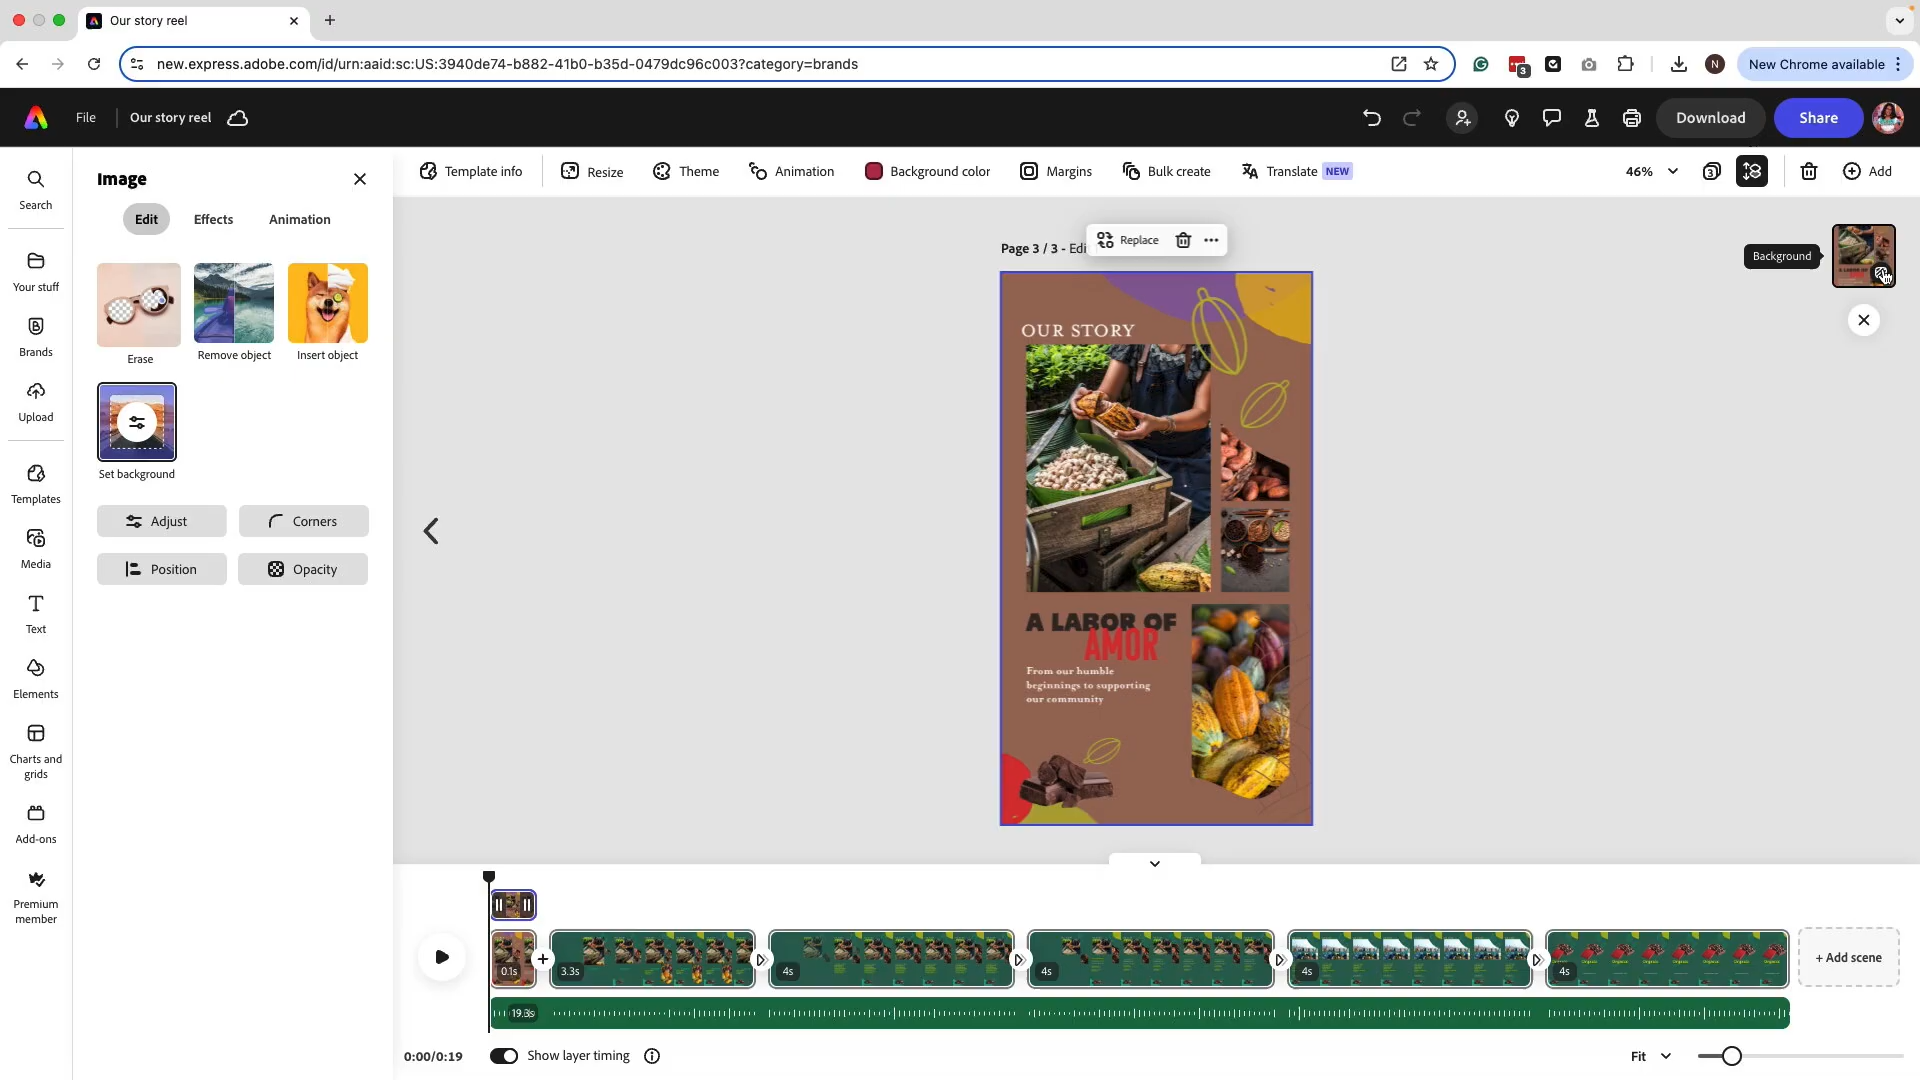 Our story reel
new.express.adobe.com/id/urn:aaid:sc:US:3940de74-b882-41b0-b35d-0479dc96c003?category=brands
3
N
New Chrome available
File
Our story reel
Download
Share
Template info
Resize
Theme
Animation
Background color
Margins
Bulk create
Translate NEW
46%
3
Add
Search
Your stuff
Brands
Upload
Templates
Media
Text
Elements
Charts and
grids
Add-ons
Premium
member
Image
Edit
Effects
Animation
Erase
Remove object
Insert object
Set background
Adjust
Corners
Position
Opacity
Page 3 / 3 - Edi
Replace
Background
OUR STORY
A LABOR OF
AMOR
From our humble
beginnings to supporting
our community
0.1s
3.3s
4s
4s
4s
4s
+ Add scene
19.3s
0:00/0:19
Show layer timing
Fit